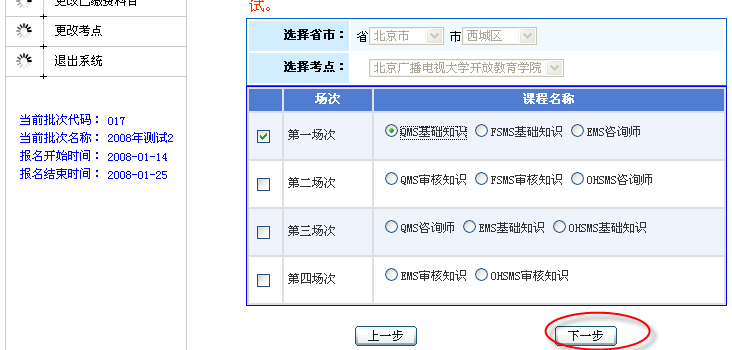 更改已缴费科目
更改考点
退出系统
当前批次代码： 017
当前批次名称： 2008年测试2
报名开始时间： 2008-01-14
报名结束时间： 2008-01-25
试。
选择省市： 省 北京市 市 西城区
选择考点： 北京广播电视大学开放教育学院
场次 课程名称
第一场次 QMS基础知识 FSMS基础知识 EMS咨询师
第二场次 QMS审核知识 FSMS审核知识 OHSMS咨询师
第三场次 QMS咨询师 EMS基础知识 OHSMS基础知识
第四场次 EMS审核知识 OHSMS审核知识
上一步 下一步